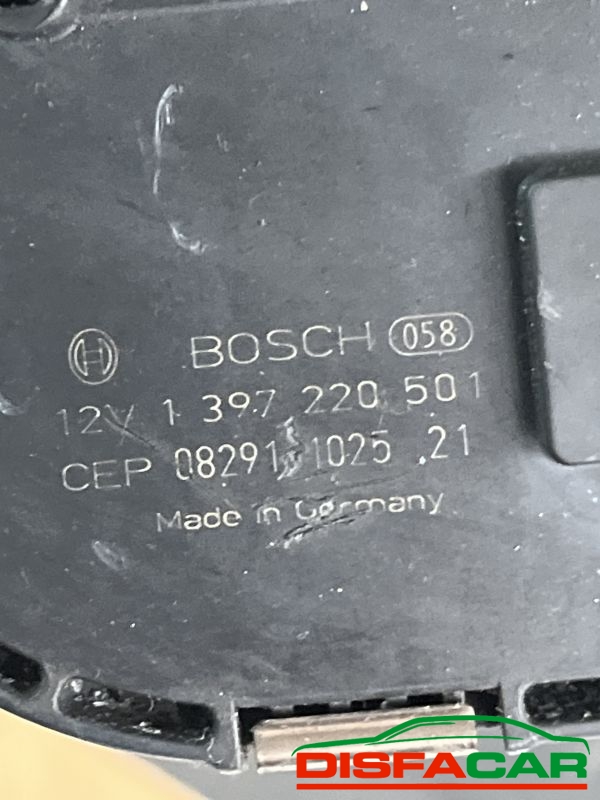 BOSCH 058
12V 1 397 220 501
CEP 08291 1025 21
Made in Germany
DISFACAR